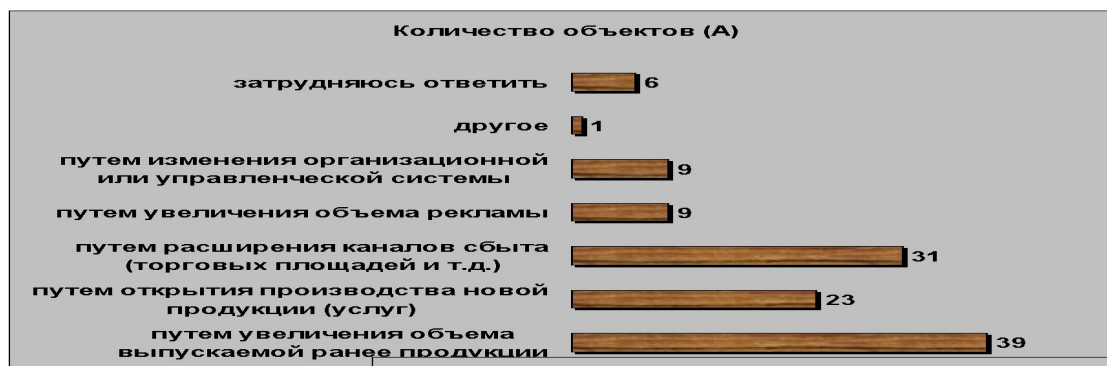 Количество объектов (А)
затрудняюсь ответить 6
другое 1
путем изменения организационной
или управленческой системы 9
путем увеличения объема рекламы 9
путем расширения каналов сбыта
(торговых площадей и т.д.) 31
путем открытия производства новой
продукции (услуг) 23
путем увеличения объема
выпускаемой ранее продукции 39